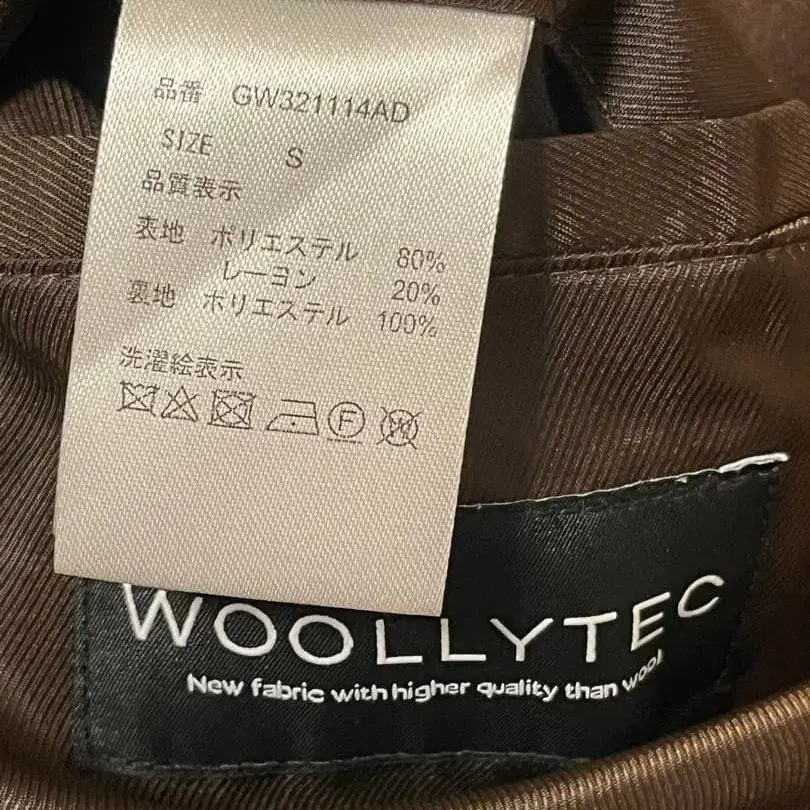 品番 GW321114AD
SIZE S
品質表示
表地 ポリエステル 80%
レーヨン 20%
裏地 ポリエステル 100%
洗濯絵表示
F W
WOOLLYTEC
New fabric with higher quality than wool